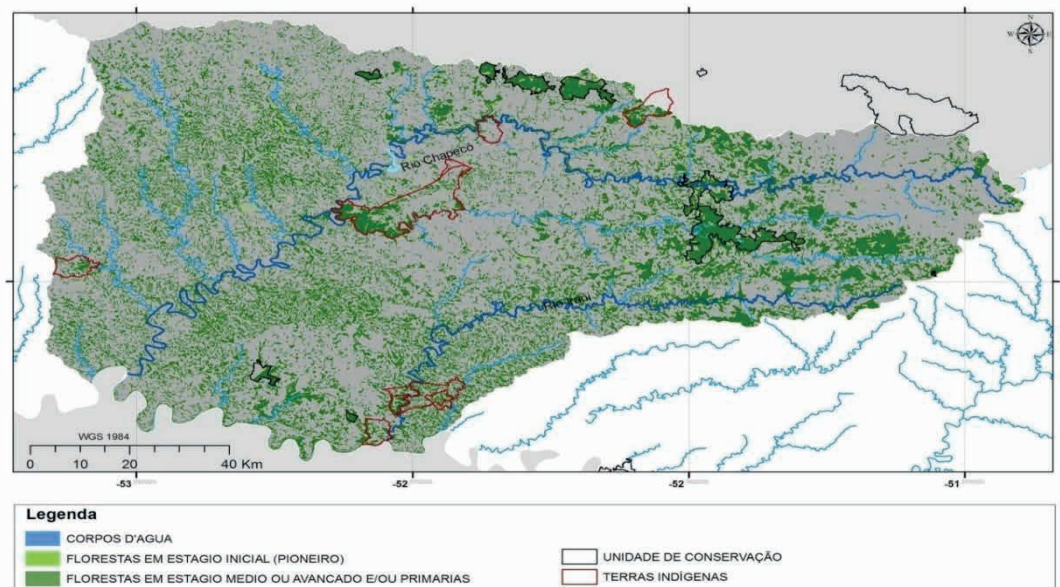 N
W E
S
Rio Chapecó
WGS 1984
0 10 20 40 Km
-53 -52 -52 -51
Legenda
CORPOS D'AGUA
FLORESTAS EM ESTAGIO INICIAL (PIONEIRO)
UNIDADE DE CONSERVAÇÃO
FLORESTAS EM ESTAGIO MEDIO OU AVANCADO E/OU PRIMARIAS
TERRAS INDÍGENAS